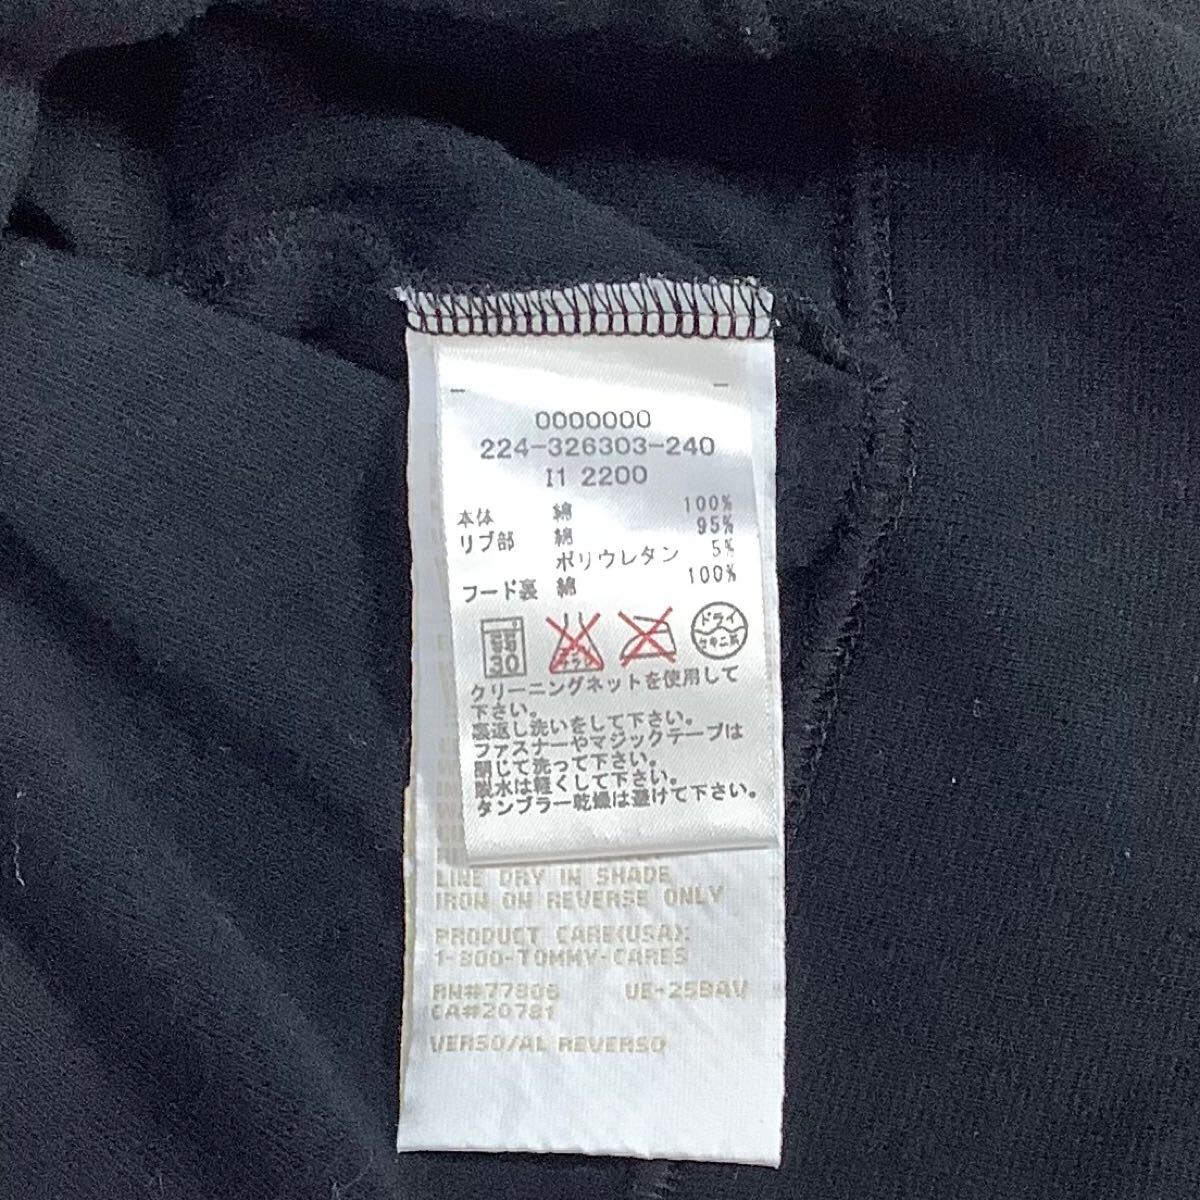 0000000
224-326303-240
I1 2200
本体 綿 100%
リブ部 綿 95%
ポリウレタン 5%
フード裏 綿 100%
30
ドライ
クリーニングネットを使用して
下さい。
裏返し洗いをして下さい。
ファスナーやマジックテープは
閉じて洗って下さい。
脱水は軽くして下さい。
タンブラー乾燥は避けて下さい。
LINE DRY IN SHADE
IRON ON REVERSE ONLY
PRODUCT CARE(USA):
1-800-TOMMY-CARES
RN#77806 UE-25BAV
CA#20781
VERSO/AL REVERSO